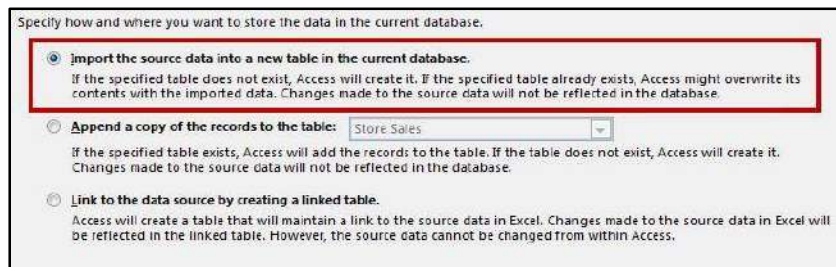 Specify how and where you want to store the data in the current database.
Import the source data into a new table in the current database.
If the specified table does not exist, Access will create it. If the specified table already exists, Access might overwrite its
contents with the imported data. Changes made to the source data will not be reflected in the database.
Append a copy of the records to the table: Store Sales
If the specified table exists, Access will add the records to the table. If the table does not exist, Access will create it.
Changes made to the source data will not be reflected in the database.
Link to the data source by creating a linked table.
Access will create a table that will maintain a link to the source data in Excel. Changes made to the source data in Excel will
be reflected in the linked table. However, the source data cannot be changed from within Access.